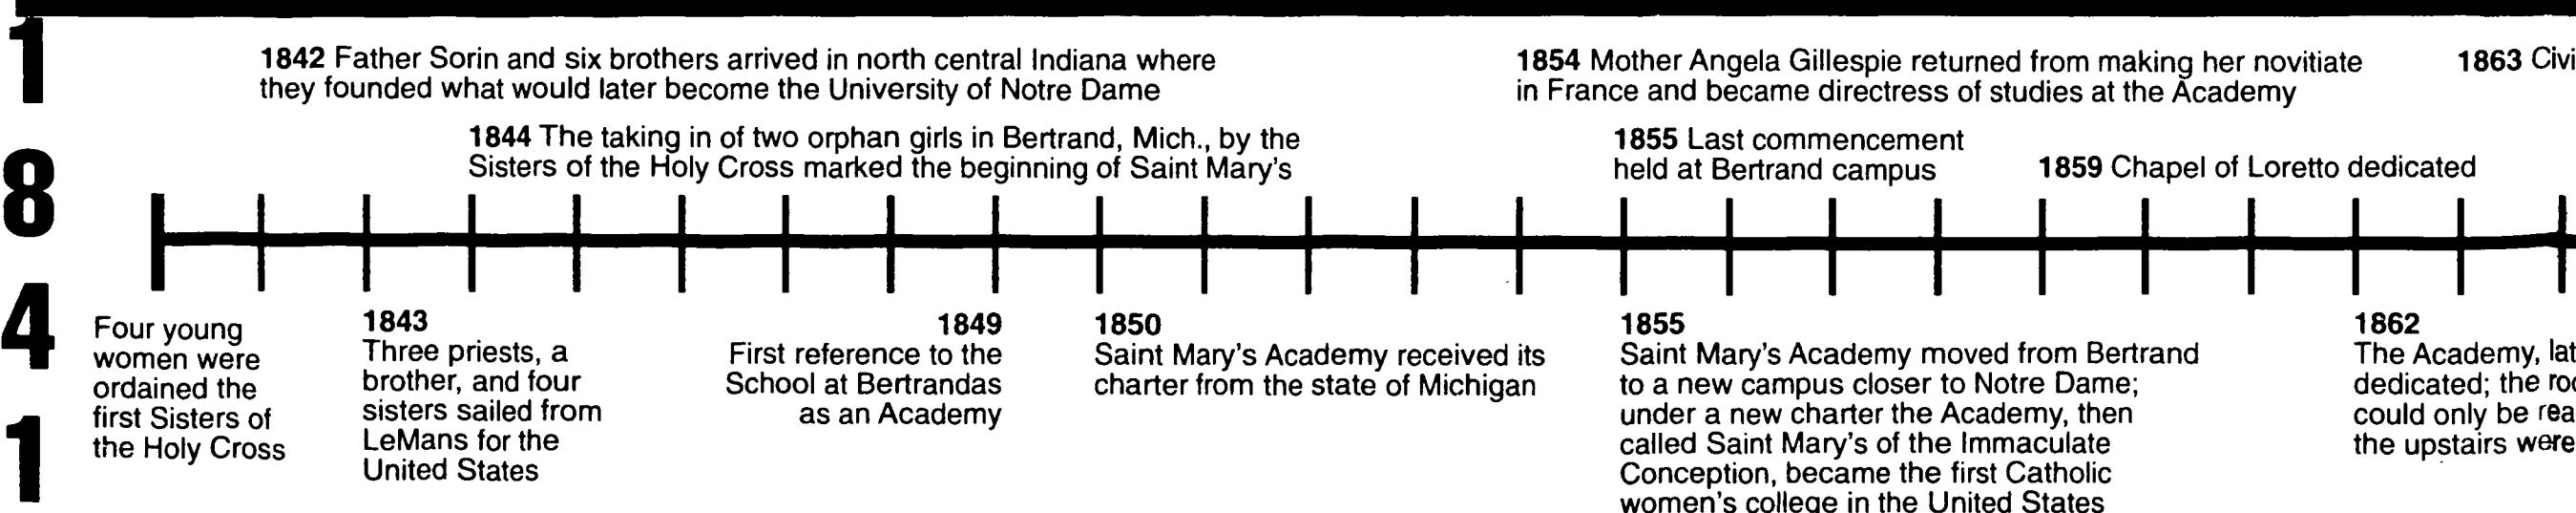 1
8
4
1
1842 Father Sorin and six brothers arrived in north central Indiana where
they founded what would later become the University of Notre Dame
1844 The taking in of two orphan girls in Bertrand, Mich., by the
Sisters of the Holy Cross marked the beginning of Saint Mary's
1854 Mother Angela Gillespie returned from making her novitiate
in France and became directress of studies at the Academy
1855 Last commencement
held at Bertrand campus
1859 Chapel of Loretto dedicated
1863
Four young
women were
ordained the
first Sisters of
the Holy Cross
1843
Three priests, a
brother, and four
sisters sailed from
LeMans for the
United States
1849
First reference to the
School at Bertrandas
as an Academy
1850
Saint Mary's Academy received its
charter from the state of Michigan
1855
Saint Mary's Academy moved from Bertrand
to a new campus closer to Notre Dame;
under a new charter the Academy, then
called Saint Mary's of the Immaculate
Conception, became the first Catholic
women's college in the United States
1862
The Academy,
dedicated; the
could only be
the upstairs were